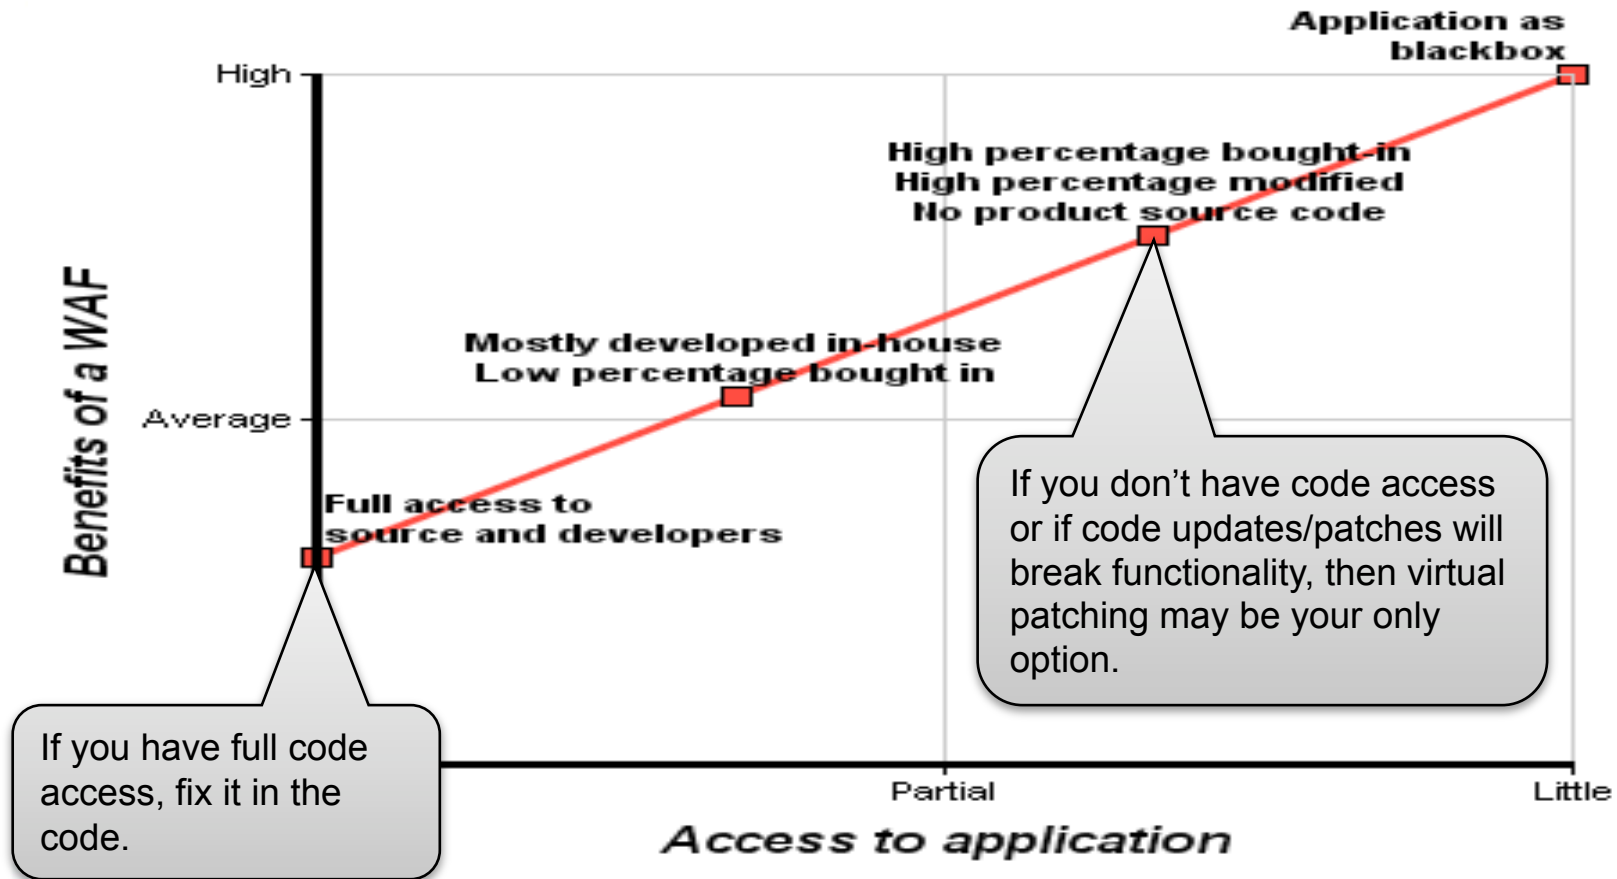 Application as
blackbox
High
High percentage bought-in
High percentage modified
No product source code
Benefits of a WAF
Mostly developed in-house
Low percentage bought in
Average
If you don’t have code access
or if code updates/patches will
break functionality, then virtual
patching may be your only
option.
Full access to
source and developers
If you have full code
access, fix it in the
code.
Partial
Little
Access to application